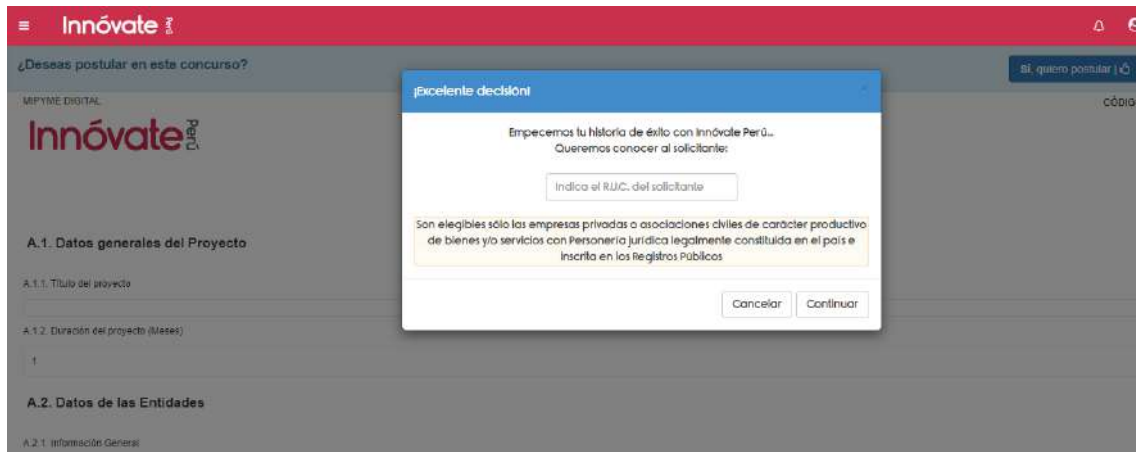 Innóvate Perú
¿Deseas postular en este concurso?
Sí, quiero postular |
MIPYME DIGITAL
CÓDIG
Innóvate Perú
¡Excelente decisión!
Empecemos tu historia de éxito con Innóvate Perú...
Queremos conocer al solicitante:
Indica el R.U.C. del solicitante
Son elegibles sólo las empresas privadas o asociaciones civiles de carácter productivo
de bienes y/o servicios con Personería jurídica legalmente constituida en el país e
inscrita en los Registros Públicos
Cancelar Continuar
A.1. Datos generales del Proyecto
A.1.1. Título del proyecto
A.1.2. Duración del proyecto (Meses)
1
A.2. Datos de las Entidades
A.2.1. Información General